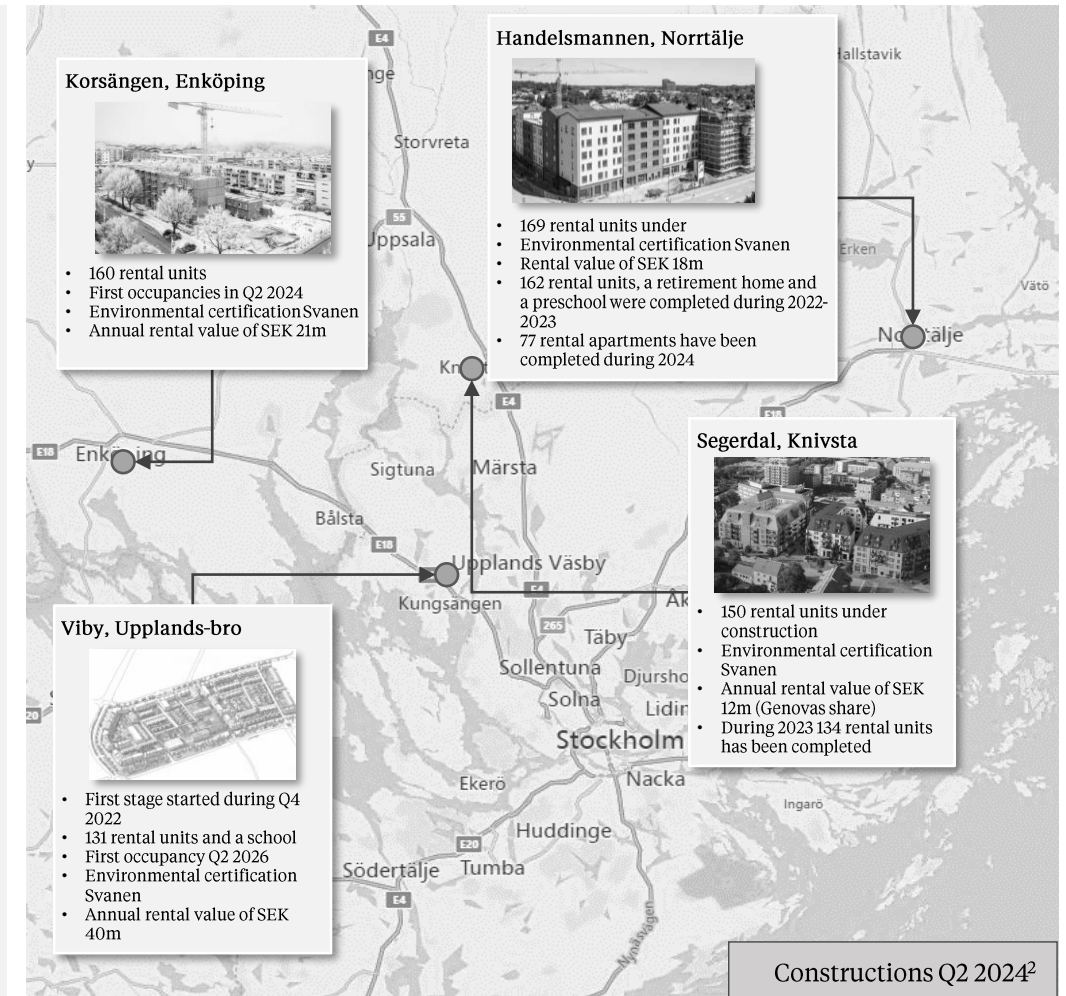 Korsängen, Enköping
• 160 rental units
• First occupancies in Q2 2024
• Environmental certification Svanen
• Annual rental value of SEK 21m
Handelsmannen, Norrtälje
• 169 rental units under
• Environmental certification Svanen
• Rental value of SEK 18m
• 162 rental units, a retirement home and
a preschool were completed during 2022-
2023
• 77 rental apartments have been
completed during 2024
Segerdal, Knivsta
• 150 rental units under
construction
• Environmental certification
Svanen
• Annual rental value of SEK
12m (Genovas share)
• During 2023 134 rental units
has been completed
Viby, Upplands-bro
• First stage started during Q4
2022
• 131 rental units and a school
• First occupancy Q2 2026
• Environmental certification
Svanen
• Annual rental value of SEK
40m
E4
Storvreta
55
Uppsala
Erken
Vätö
E4
E18
E18
Sigtuna
Märsta
Bålsta
E18
Upplands Väsby
E4
Kungsängen
265
Täby
Sollentuna
Solna
Stockholm
Ekerö
Nacka
Ingarö
Huddinge
E20
Tumba
Södertälje
E4
20
Nynäsvägen
Constructions Q2 2024²